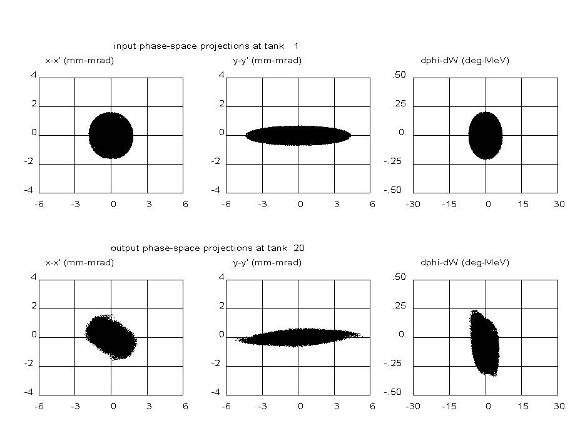 input phase-space projections at tank 1
x-x' (mm-mrad) y-y' (mm-mrad) dphi-dW (deg-MeV)
4 4 .50
2 2 .25
0 0 0.
-2 -2 -.25
-4 -4 -.50
-6 -3 0 3 6 -6 -3 0 3 6 -30 -15 0 15 30
output phase-space projections at tank 20
x-x' (mm-mrad) y-y' (mm-mrad) dphi-dW (deg-MeV)
4 4 .50
2 2 .25
0 0 0.
-2 -2 -.25
-4 -4 -.50
-6 -3 0 3 6 -6 -3 0 3 6 -30 -15 0 15 30